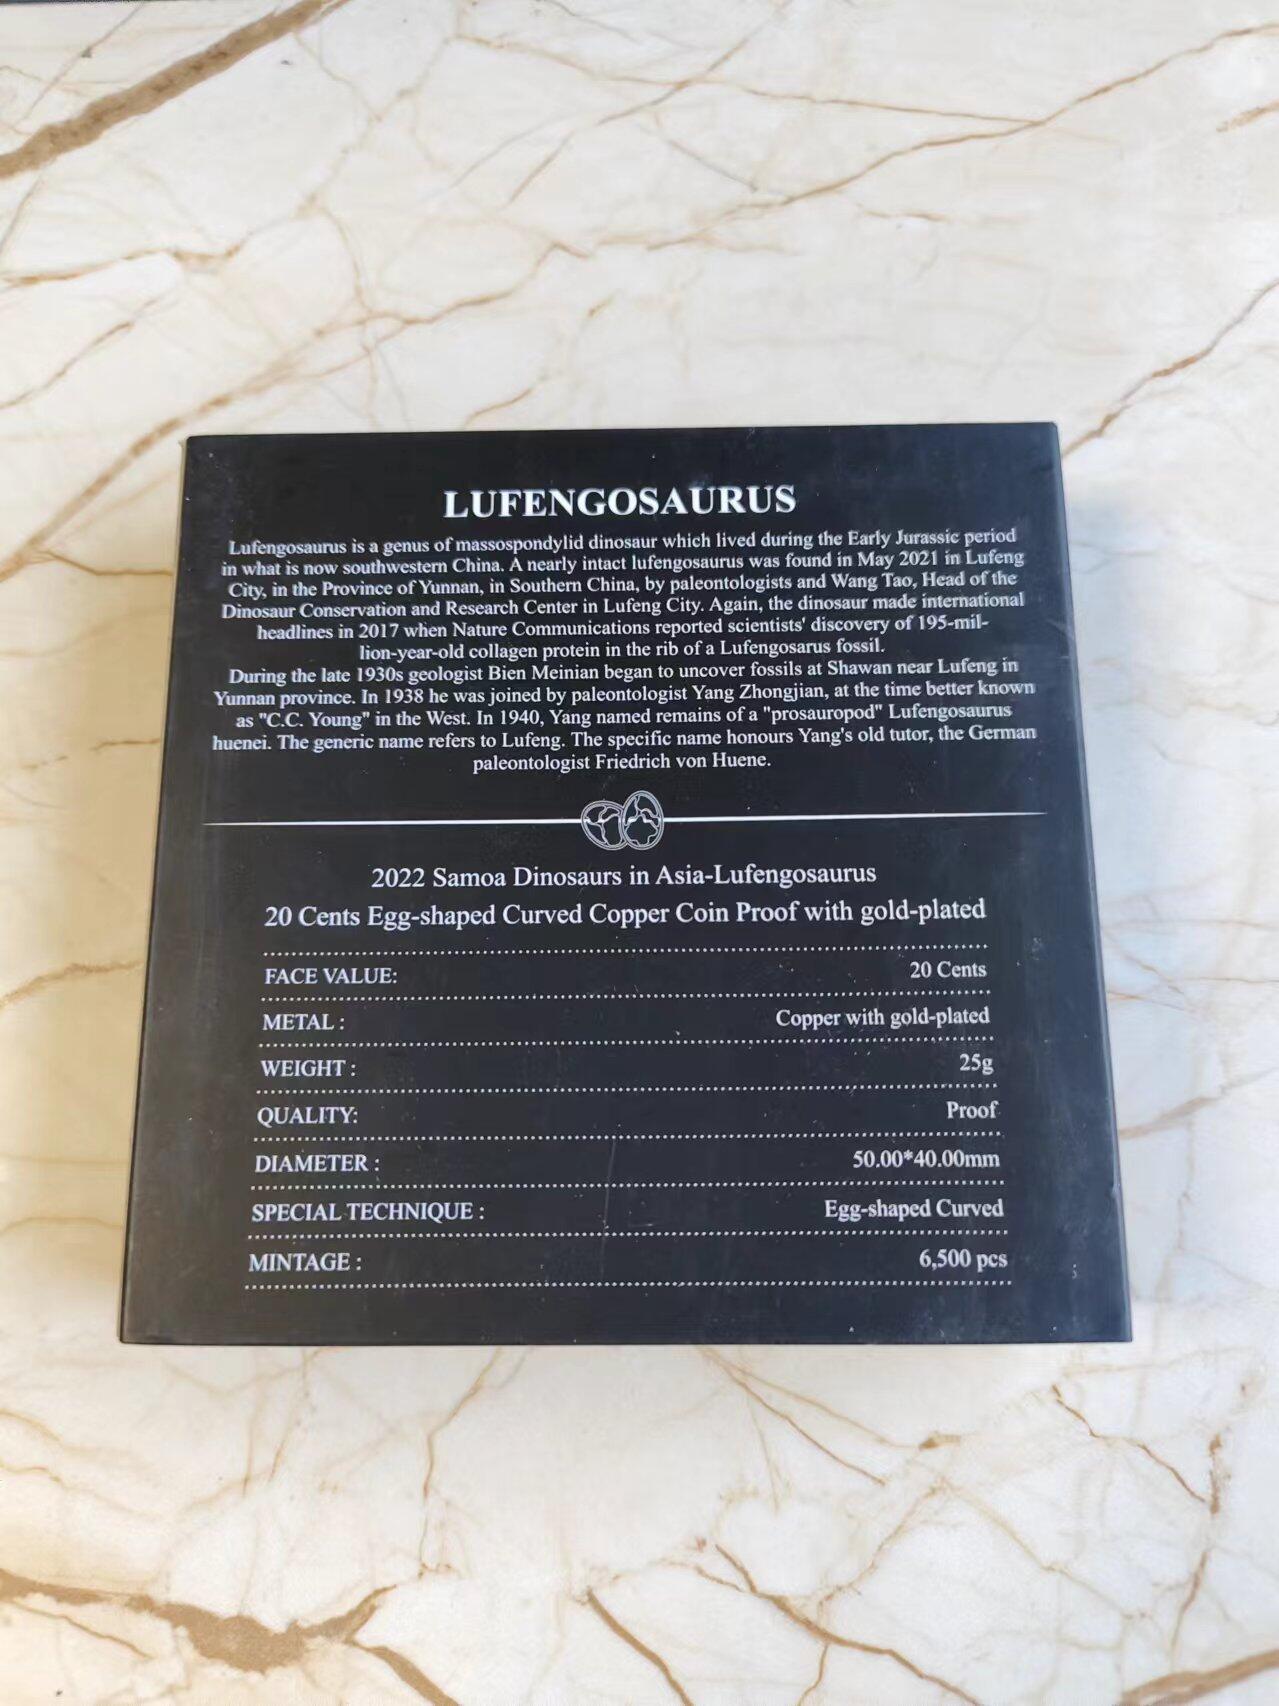 LUFENGOSAURUS
Lufengosaurus is a genus of massospondylid dinosaur which lived during the Early Jurassic period
in what is now southwestern China. A nearly intact lufengosaurus was found in May 2021 in Lufeng
City, in the Province of Yunnan, in Southern China, by paleontologists and Wang Tao, Head of the
Dinosaur Conservation and Research Center in Lufeng City. Again, the dinosaur made international
headlines in 2017 when Nature Communications reported scientists' discovery of 195-mil-
lion-year-old collagen protein in the rib of a Lufengosarus fossil.
During the late 1930s geologist Bien Meinian began to uncover fossils at Shawan near Lufeng in
Yunnan province. In 1938 he was joined by paleontologist Yang Zhongjian, at the time better known
as "C.C. Young" in the West. In 1940, Yang named remains of a "prosauropod" Lufengosaurus
huenei. The generic name refers to Lufeng. The specific name honours Yang's old tutor, the German
paleontologist Friedrich von Huene.
2022 Samoa Dinosaurs in Asia-Lufengosaurus
20 Cents Egg-shaped Curved Copper Coin Proof with gold-plated
FACE VALUE: 20 Cents
METAL : Copper with gold-plated
WEIGHT : 25g
QUALITY: Proof
DIAMETER : 50.00*40.00mm
SPECIAL TECHNIQUE : Egg-shaped Curved
MINTAGE : 6,500 pcs